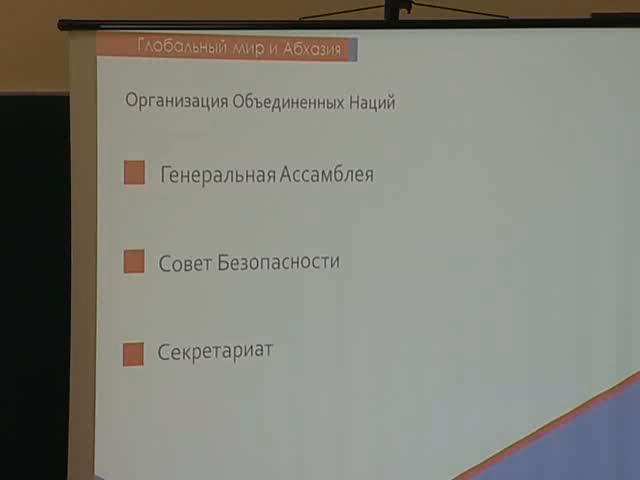 Глобальный мир и Абхазия
Организация Объединенных Наций
Генеральная Ассамблея
Совет Безопасности
Секретариат